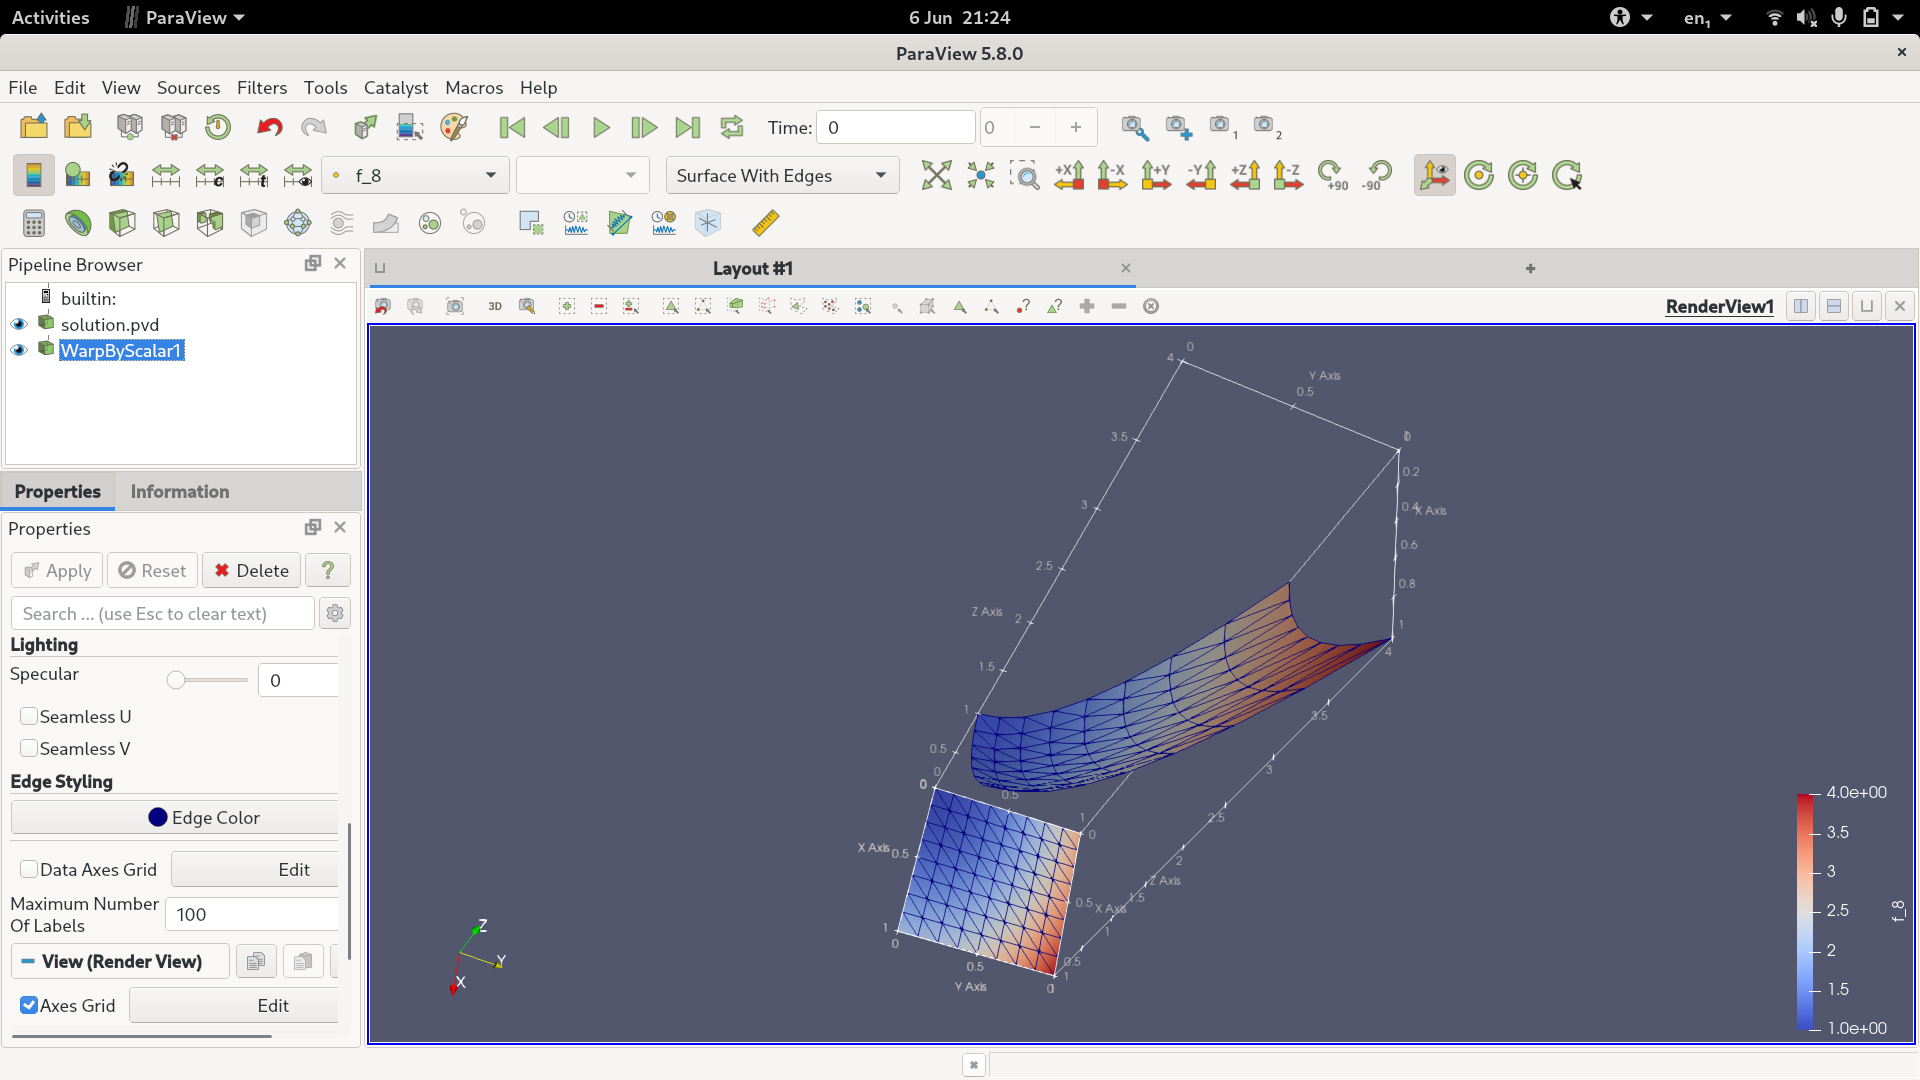 Activities
ParaView
6 Jun 21:24
en1
ParaView 5.8.0
File Edit View Sources Filters Tools Catalyst Macros Help
Time: 0
0
1
2
f_8
Surface With Edges
+X
-X
+Y
-Y
+Z
-Z
+90
-90
Pipeline Browser
Layout #1
builtin:
solution.pvd
WarpByScalar1
3D
RenderView1
Properties Information
Properties
Apply Reset Delete ?
Search ... (use Esc to clear text)
Lighting
Specular
0
Seamless U
Seamless V
Edge Styling
Edge Color
Data Axes Grid
Edit
Maximum Number
Of Labels
100
View (Render View)
Axes Grid
Edit
0
4
Y Axis
0.5
3.5
0.2
X Axis
3
0.6
2.5
0.8
Z Axis
2
1
4
1.5
1
3.5
0.5
0
3
0
0.5
2.5
1
0
X Axis
0.5
2
Z Axis
1.5
0.5
X Axis
1
1
0
0.5
0.5
1
Y Axis
Z
Y
X
4.0e+00
3.5
3
2.5
2
1.5
1.0e+00
f_8